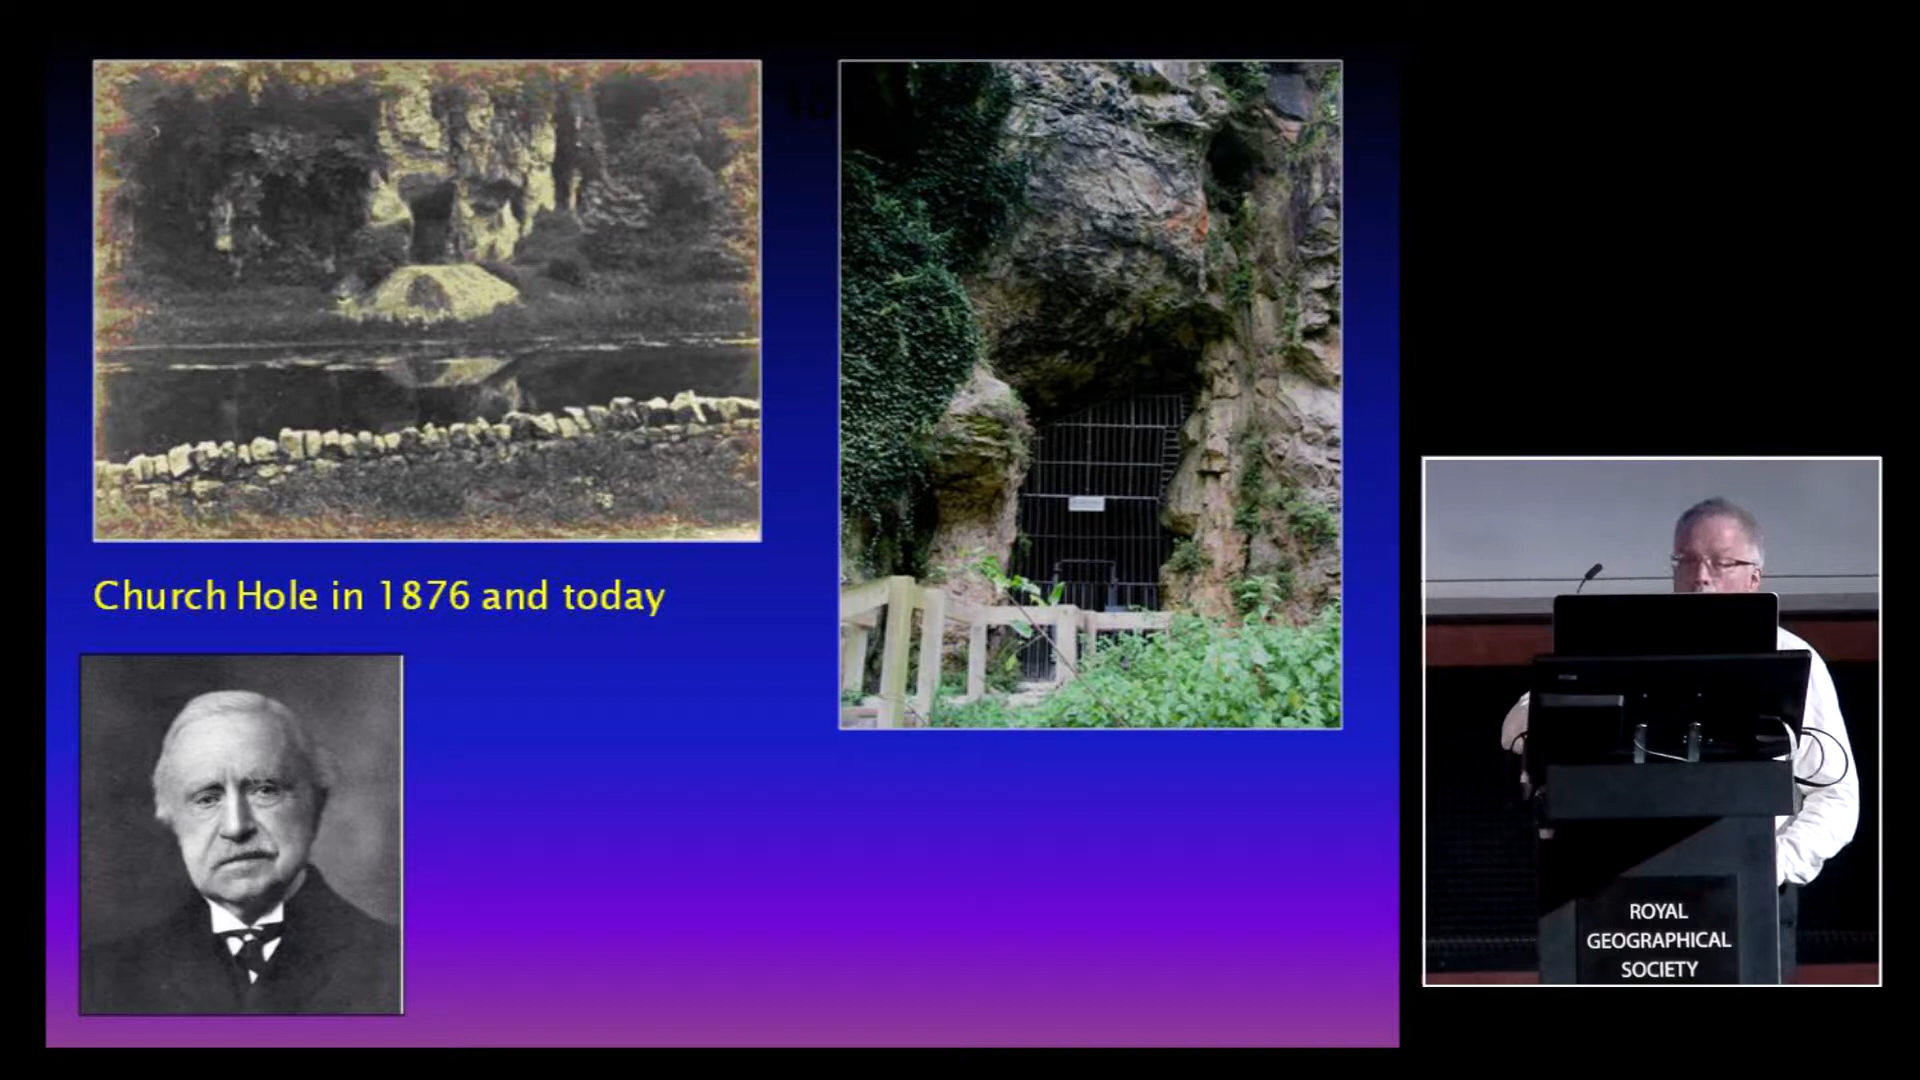 Church Hole in 1876 and today
ROYAL
GEOGRAPHICAL
SOCIETY